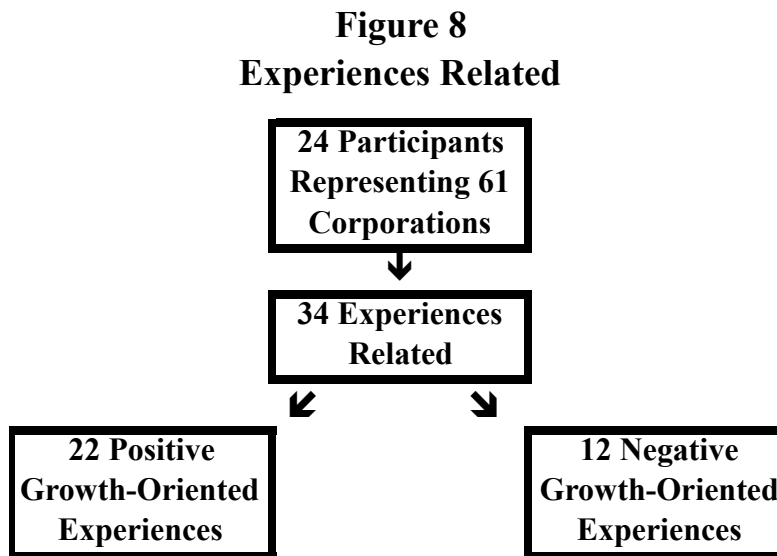 Figure 8
Experiences Related
24 Participants
Representing 61
Corporations
34 Experiences
Related
22 Positive
Growth-Oriented
Experiences
12 Negative
Growth-Oriented
Experiences